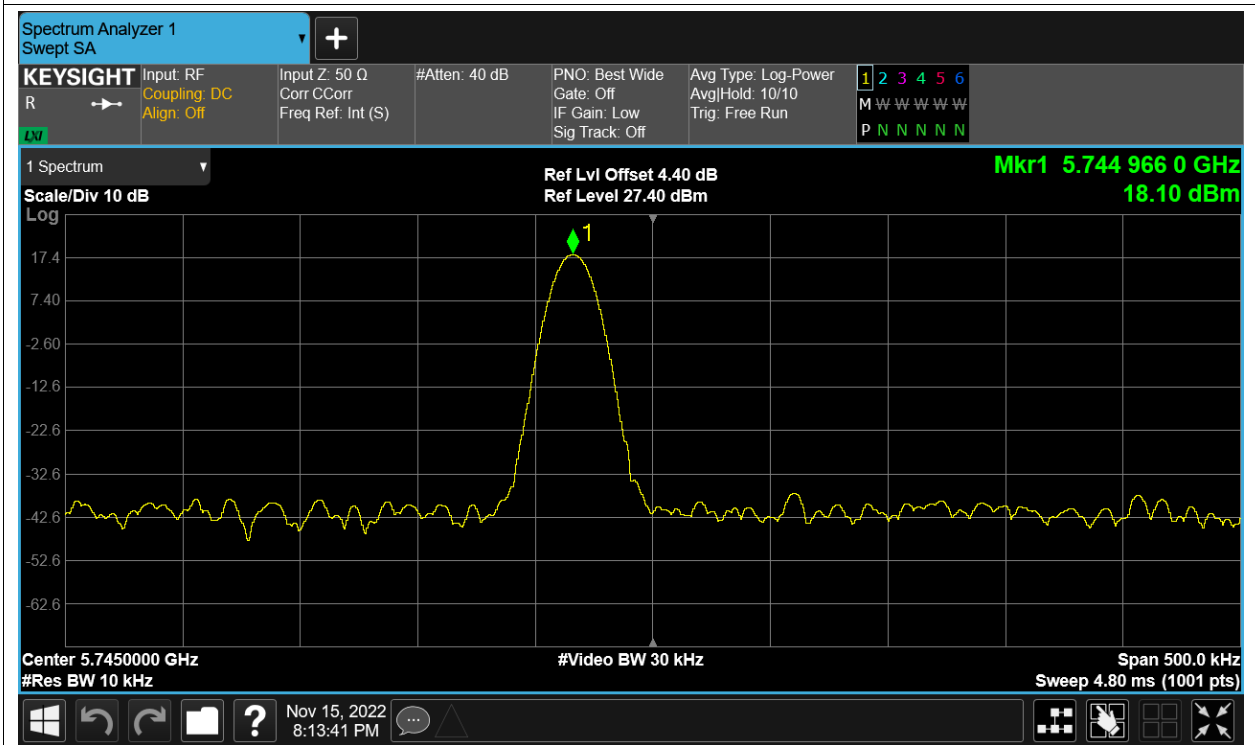 Spectrum Analyzer 1
Swept SA
KEYSIGHT
R
LXI
Input: RF
Coupling: DC
Align: Off
Input Z: 50 Ω
Corr CCorr
Freq Ref: Int (S)
#Atten: 40 dB
PNO: Best Wide
Gate: Off
IF Gain: Low
Sig Track: Off
Avg Type: Log-Power
Avg|Hold: 10/10
Trig: Free Run
1 2 3 4 5 6
M W W W W W
P N N N N N
1 Spectrum
Scale/Div 10 dB
Ref Lvl Offset 4.40 dB
Ref Level 27.40 dBm
Mkr1 5.744 966 0 GHz
18.10 dBm
Log
1
17.4
7.40
-2.60
-12.6
-22.6
-32.6
-42.6
-52.6
-62.6
Center 5.7450000 GHz
#Video BW 30 kHz
Span 500.0 kHz
#Res BW 10 kHz
Sweep 4.80 ms (1001 pts)
?
Nov 15, 2022
8:13:41 PM